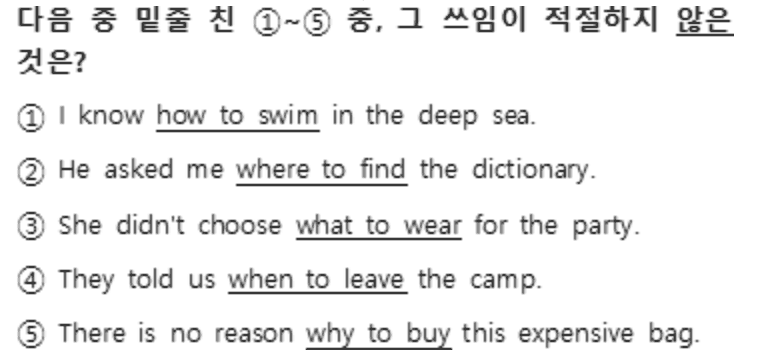 다음 중 밑줄 친 ①~⑤ 중, 그 쓰임이 적절하지 않은
것은?
① I know how to swim in the deep sea.
② He asked me where to find the dictionary.
③ She didn't choose what to wear for the party.
④ They told us when to leave the camp.
⑤ There is no reason why to buy this expensive bag.